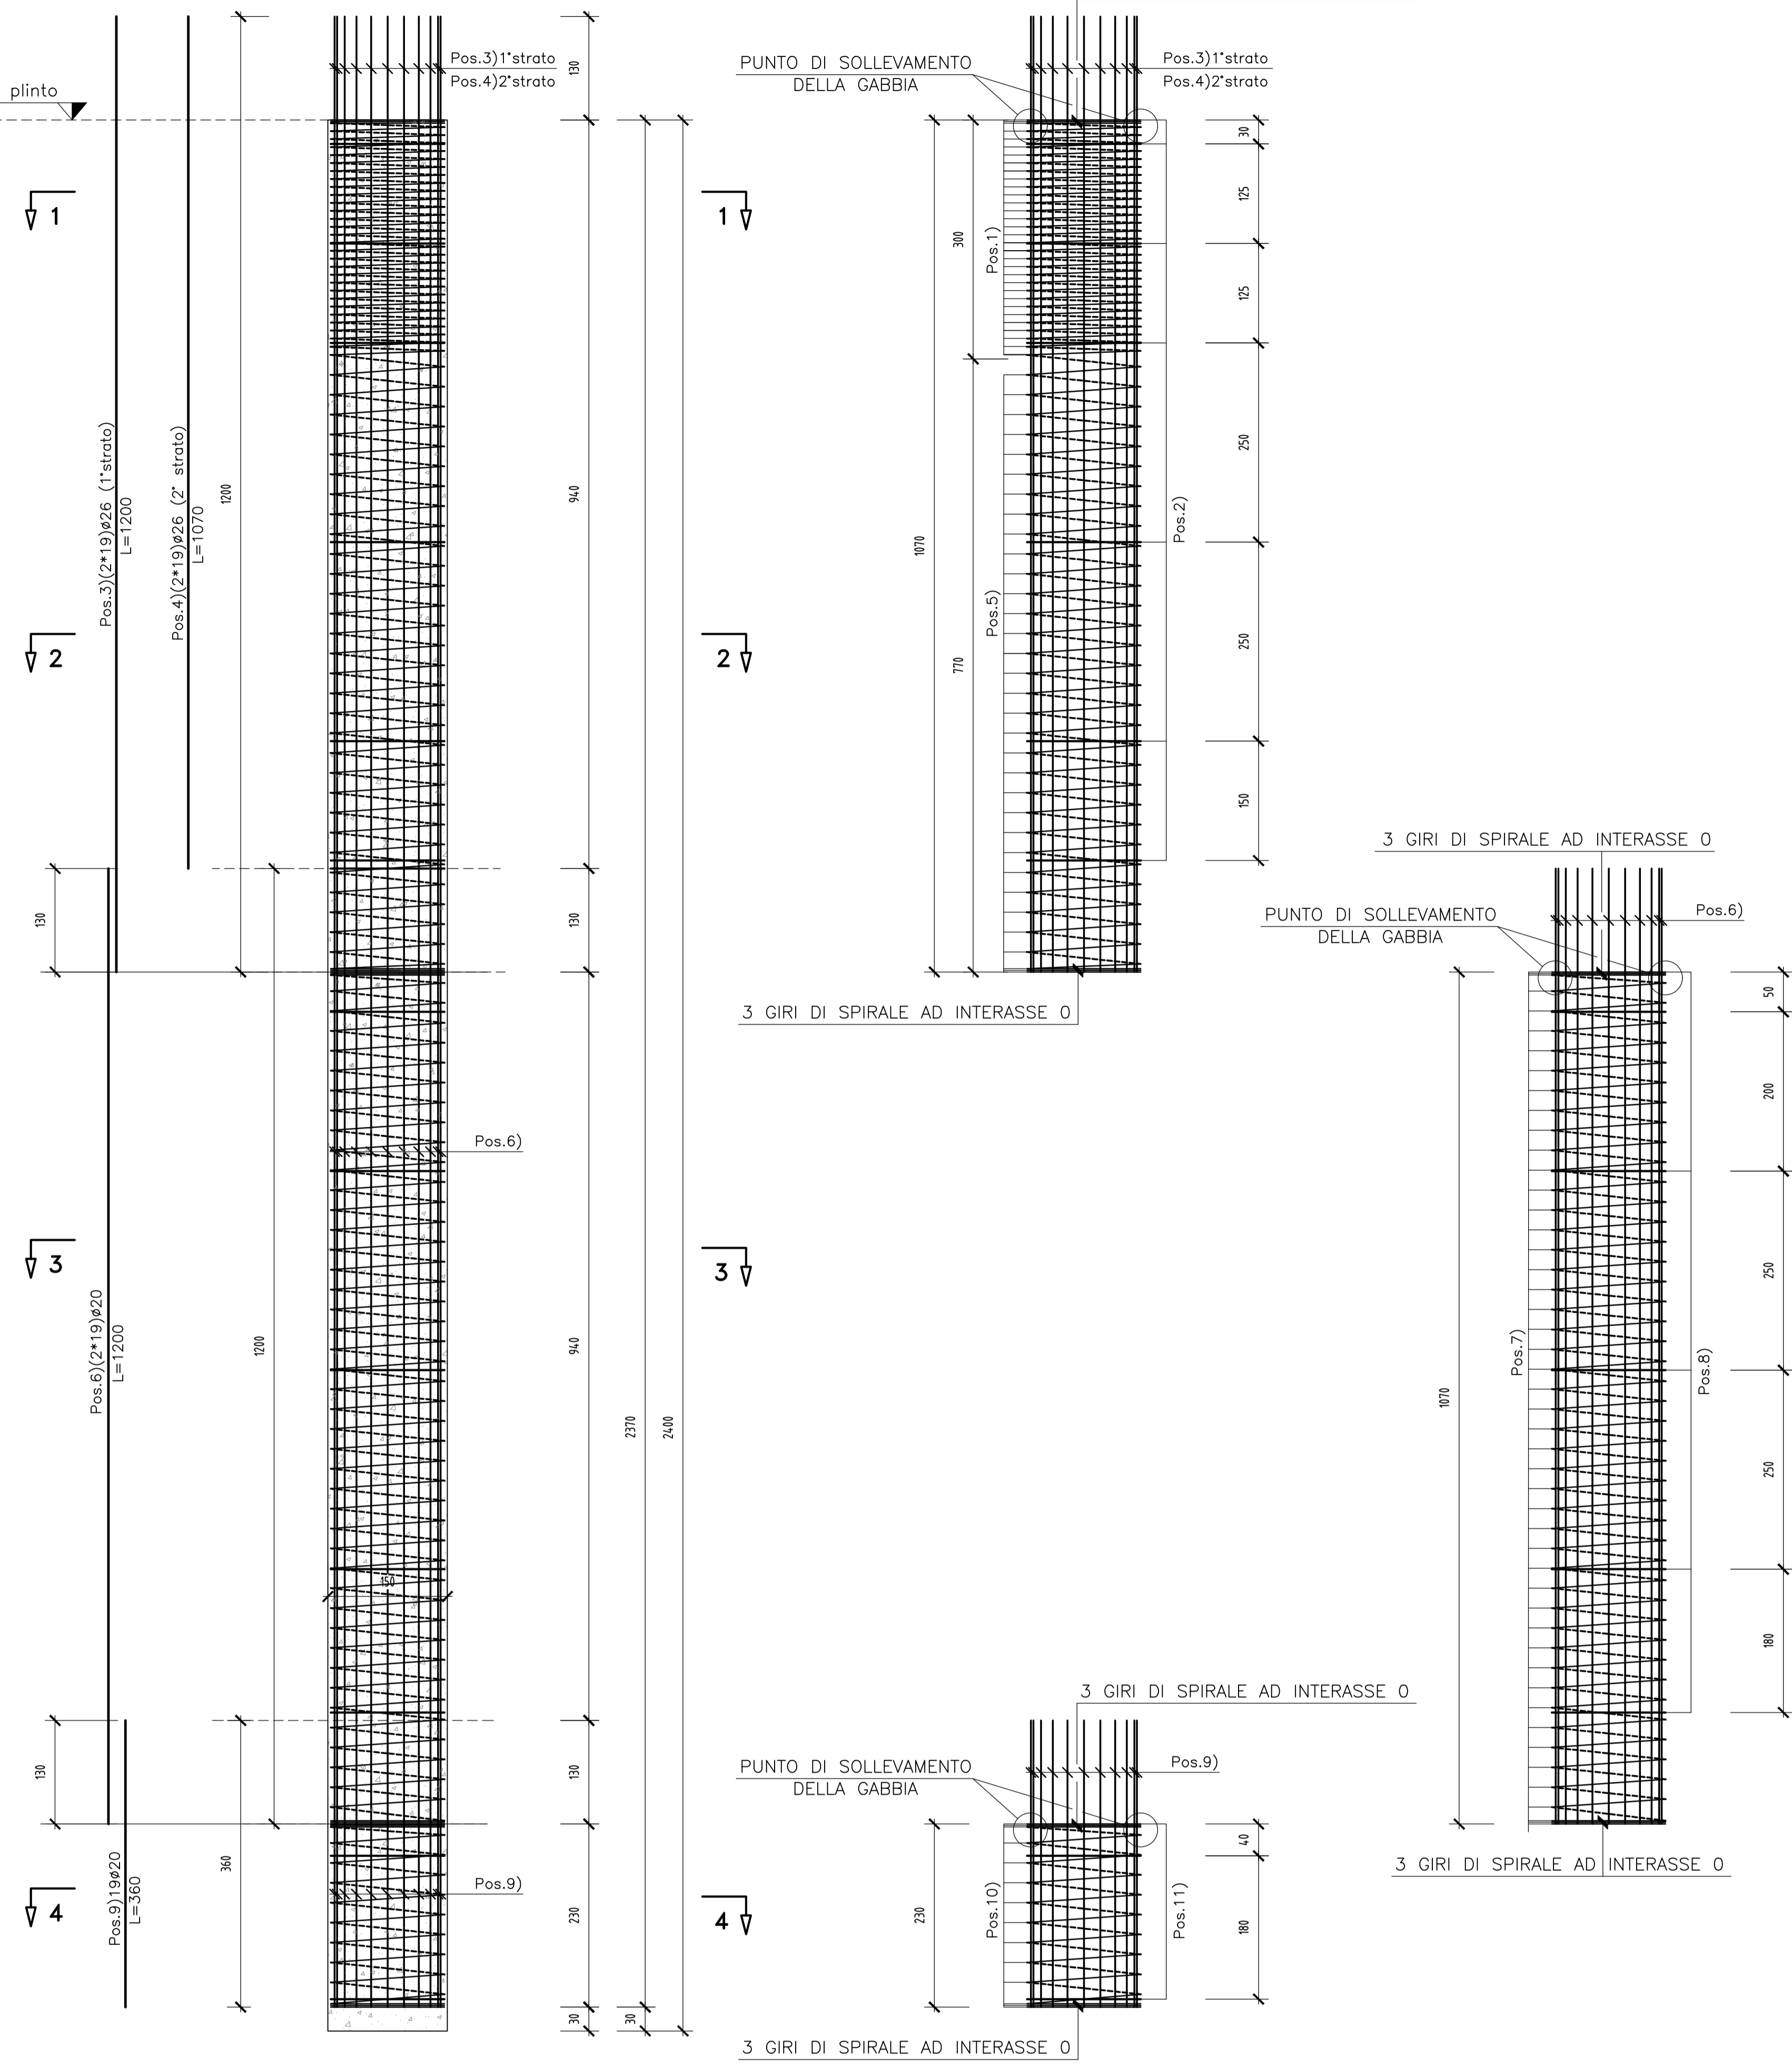 plinto
Pos.3)1°strato
Pos.4)2°strato
130
1
1
Pos.3)(2*19)ø26 (1°strato)
L=1200
Pos.4)(2*19)ø26 (2° strato)
L=1070
1200
940
2
2
130
130
Pos.6)
3
3
Pos.6)(2*19)ø20
L=1200
1200
940
2370
2400
150
130
130
Pos.9)19ø20
L=360
360
Pos.9)
230
4
4
30
30
PUNTO DI SOLLEVAMENTO
DELLA GABBIA
Pos.3)1°strato
Pos.4)2°strato
30
125
125
300
Pos.1)
250
1070
Pos.2)
Pos.5)
770
250
150
3 GIRI DI SPIRALE AD INTERASSE 0
3 GIRI DI SPIRALE AD INTERASSE 0
PUNTO DI SOLLEVAMENTO
DELLA GABBIA
Pos.6)
50
200
250
Pos.7)
Pos.8)
1070
250
180
3 GIRI DI SPIRALE AD INTERASSE 0
3 GIRI DI SPIRALE AD INTERASSE 0
PUNTO DI SOLLEVAMENTO
DELLA GABBIA
Pos.9)
40
230
Pos.10)
Pos.11)
180
3 GIRI DI SPIRALE AD INTERASSE 0